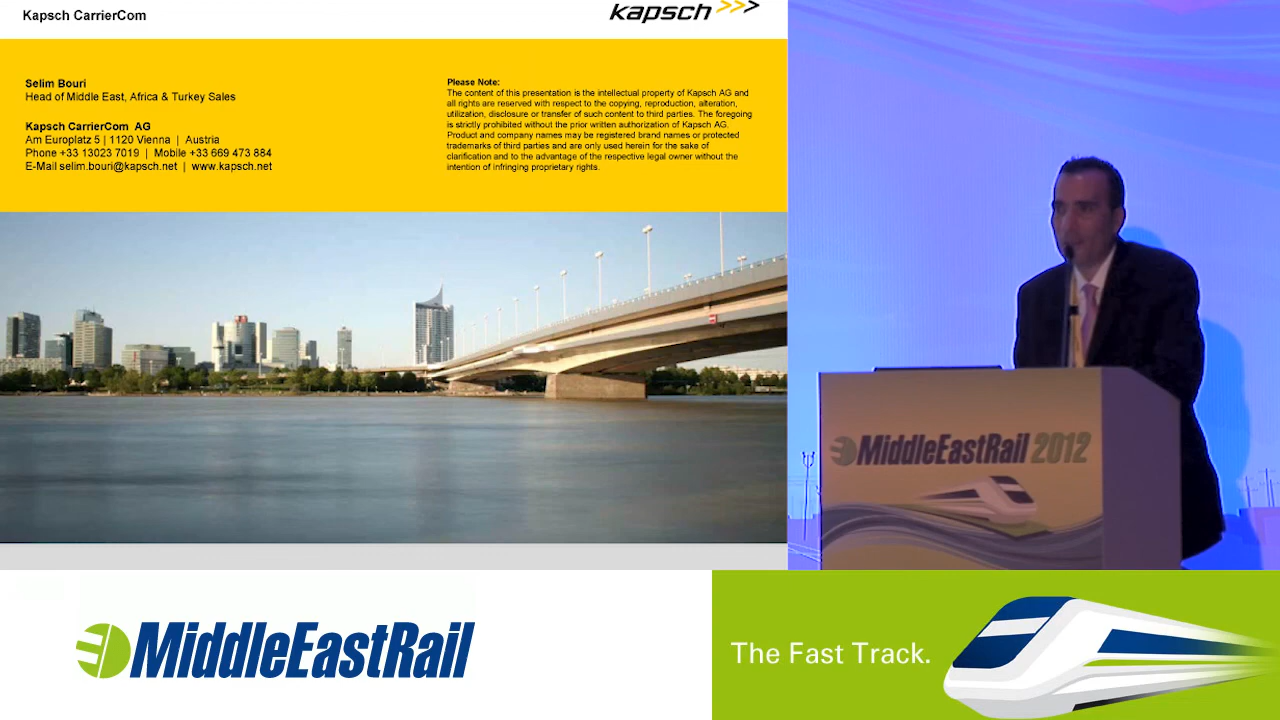 Kapsch CarrierCom
kapsch >>>
Selim Bouri
Head of Middle East, Africa & Turkey Sales
Kapsch CarrierCom AG
Am Europlatz 5 | 1120 Vienna | Austria
Phone +33 13023 7019 | Mobile +33 669 473 884
E-Mail selim.bouri@kapsch.net | www.kapsch.net
Please Note:
The content of this presentation is the intellectual property of Kapsch AG and
all rights are reserved with respect to the copying, reproduction, alteration,
utilization, disclosure or transfer of such content to third parties. The foregoing
is strictly prohibited without the prior written authorization of Kapsch AG.
Product and company names may be registered brand names or protected
trademarks of third parties and are only used herein for the sake of
clarification and to the advantage of the respective legal owner without the
intention of infringing proprietary rights.
MiddleEastRail 2012
MiddleEastRail
The Fast Track.